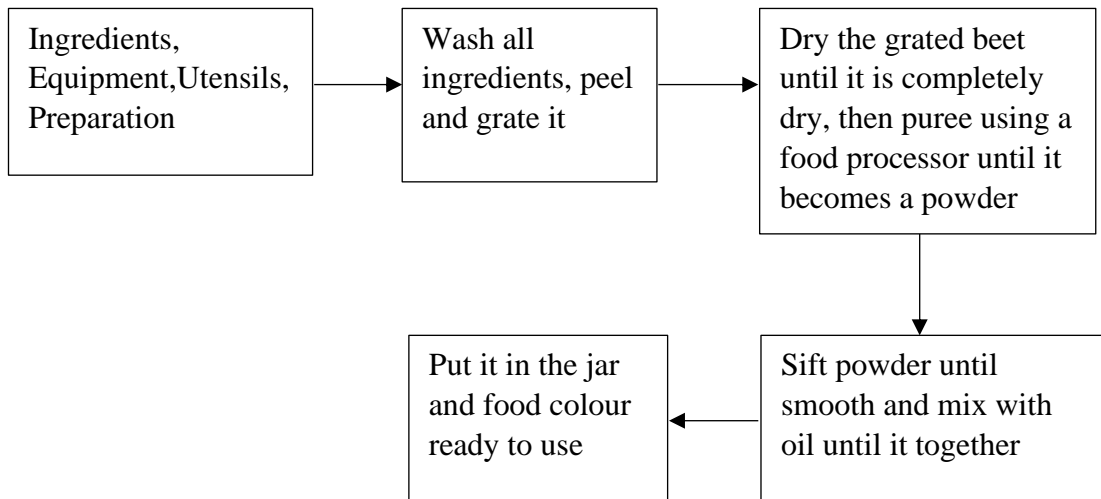 Ingredients,
Equipment,Utensils,
Preparation
Wash all
ingredients, peel
and grate it
Dry the grated beet
until it is completely
dry, then puree using a
food processor until it
becomes a powder
Sift powder until
smooth and mix with
oil until it together
Put it in the jar
and food colour
ready to use